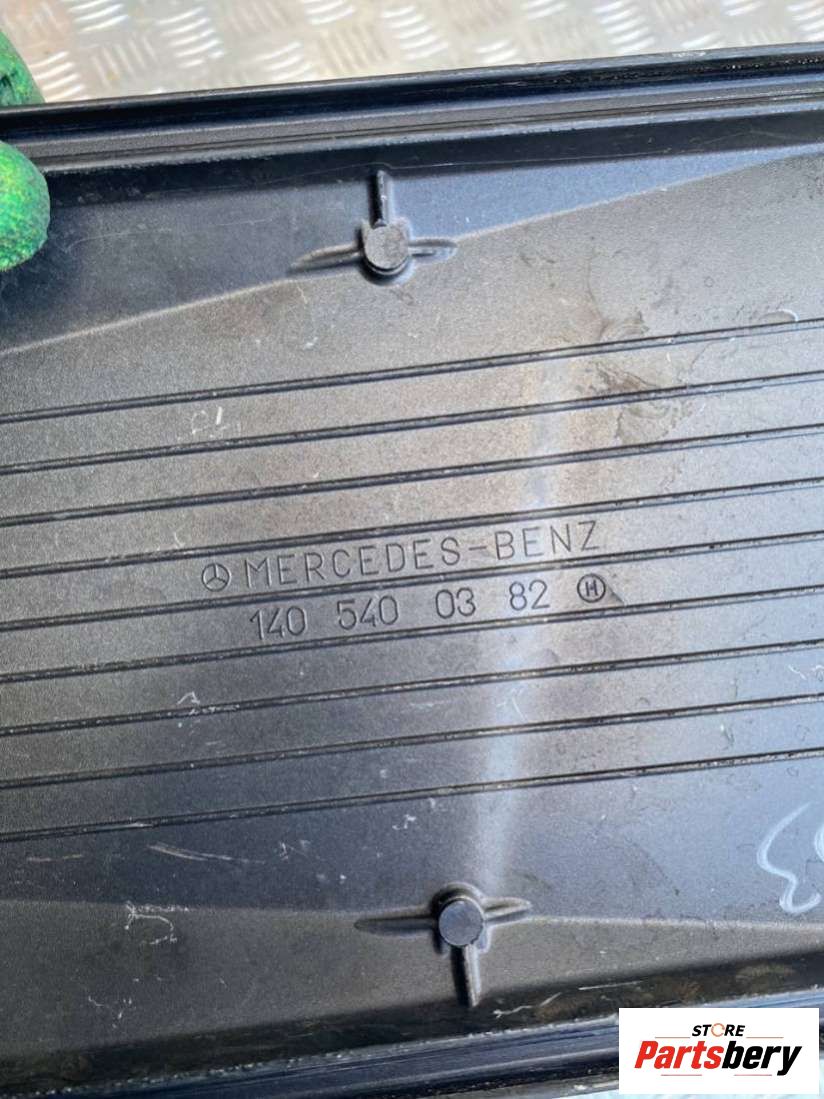 MERCEDES-BENZ
140 540 03 82 H
STORE
Partsbery